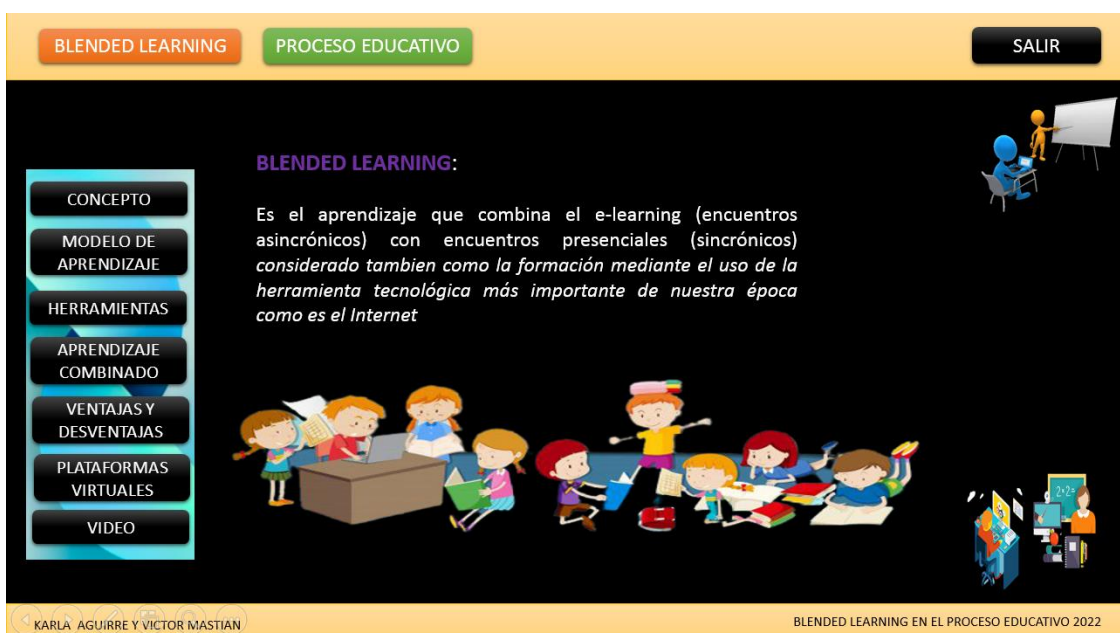 BLENDED LEARNING
PROCESO EDUCATIVO
SALIR
CONCEPTO
MODELO DE
APRENDIZAJE
HERRAMIENTAS
APRENDIZAJE
COMBINADO
VENTAJAS Y
DESVENTAJAS
PLATAFORMAS
VIRTUALES
VIDEO
BLENDED LEARNING:
Es el aprendizaje que combina el e-learning (encuentros
asincrónicos) con encuentros presenciales (sincrónicos)
considerado tambien como la formación mediante el uso de la
herramienta tecnológica más importante de nuestra época
como es el Internet
2+2=
KARLA AGUIRRE Y VICTOR MASTIAN
BLENDED LEARNING EN EL PROCESO EDUCATIVO 2022